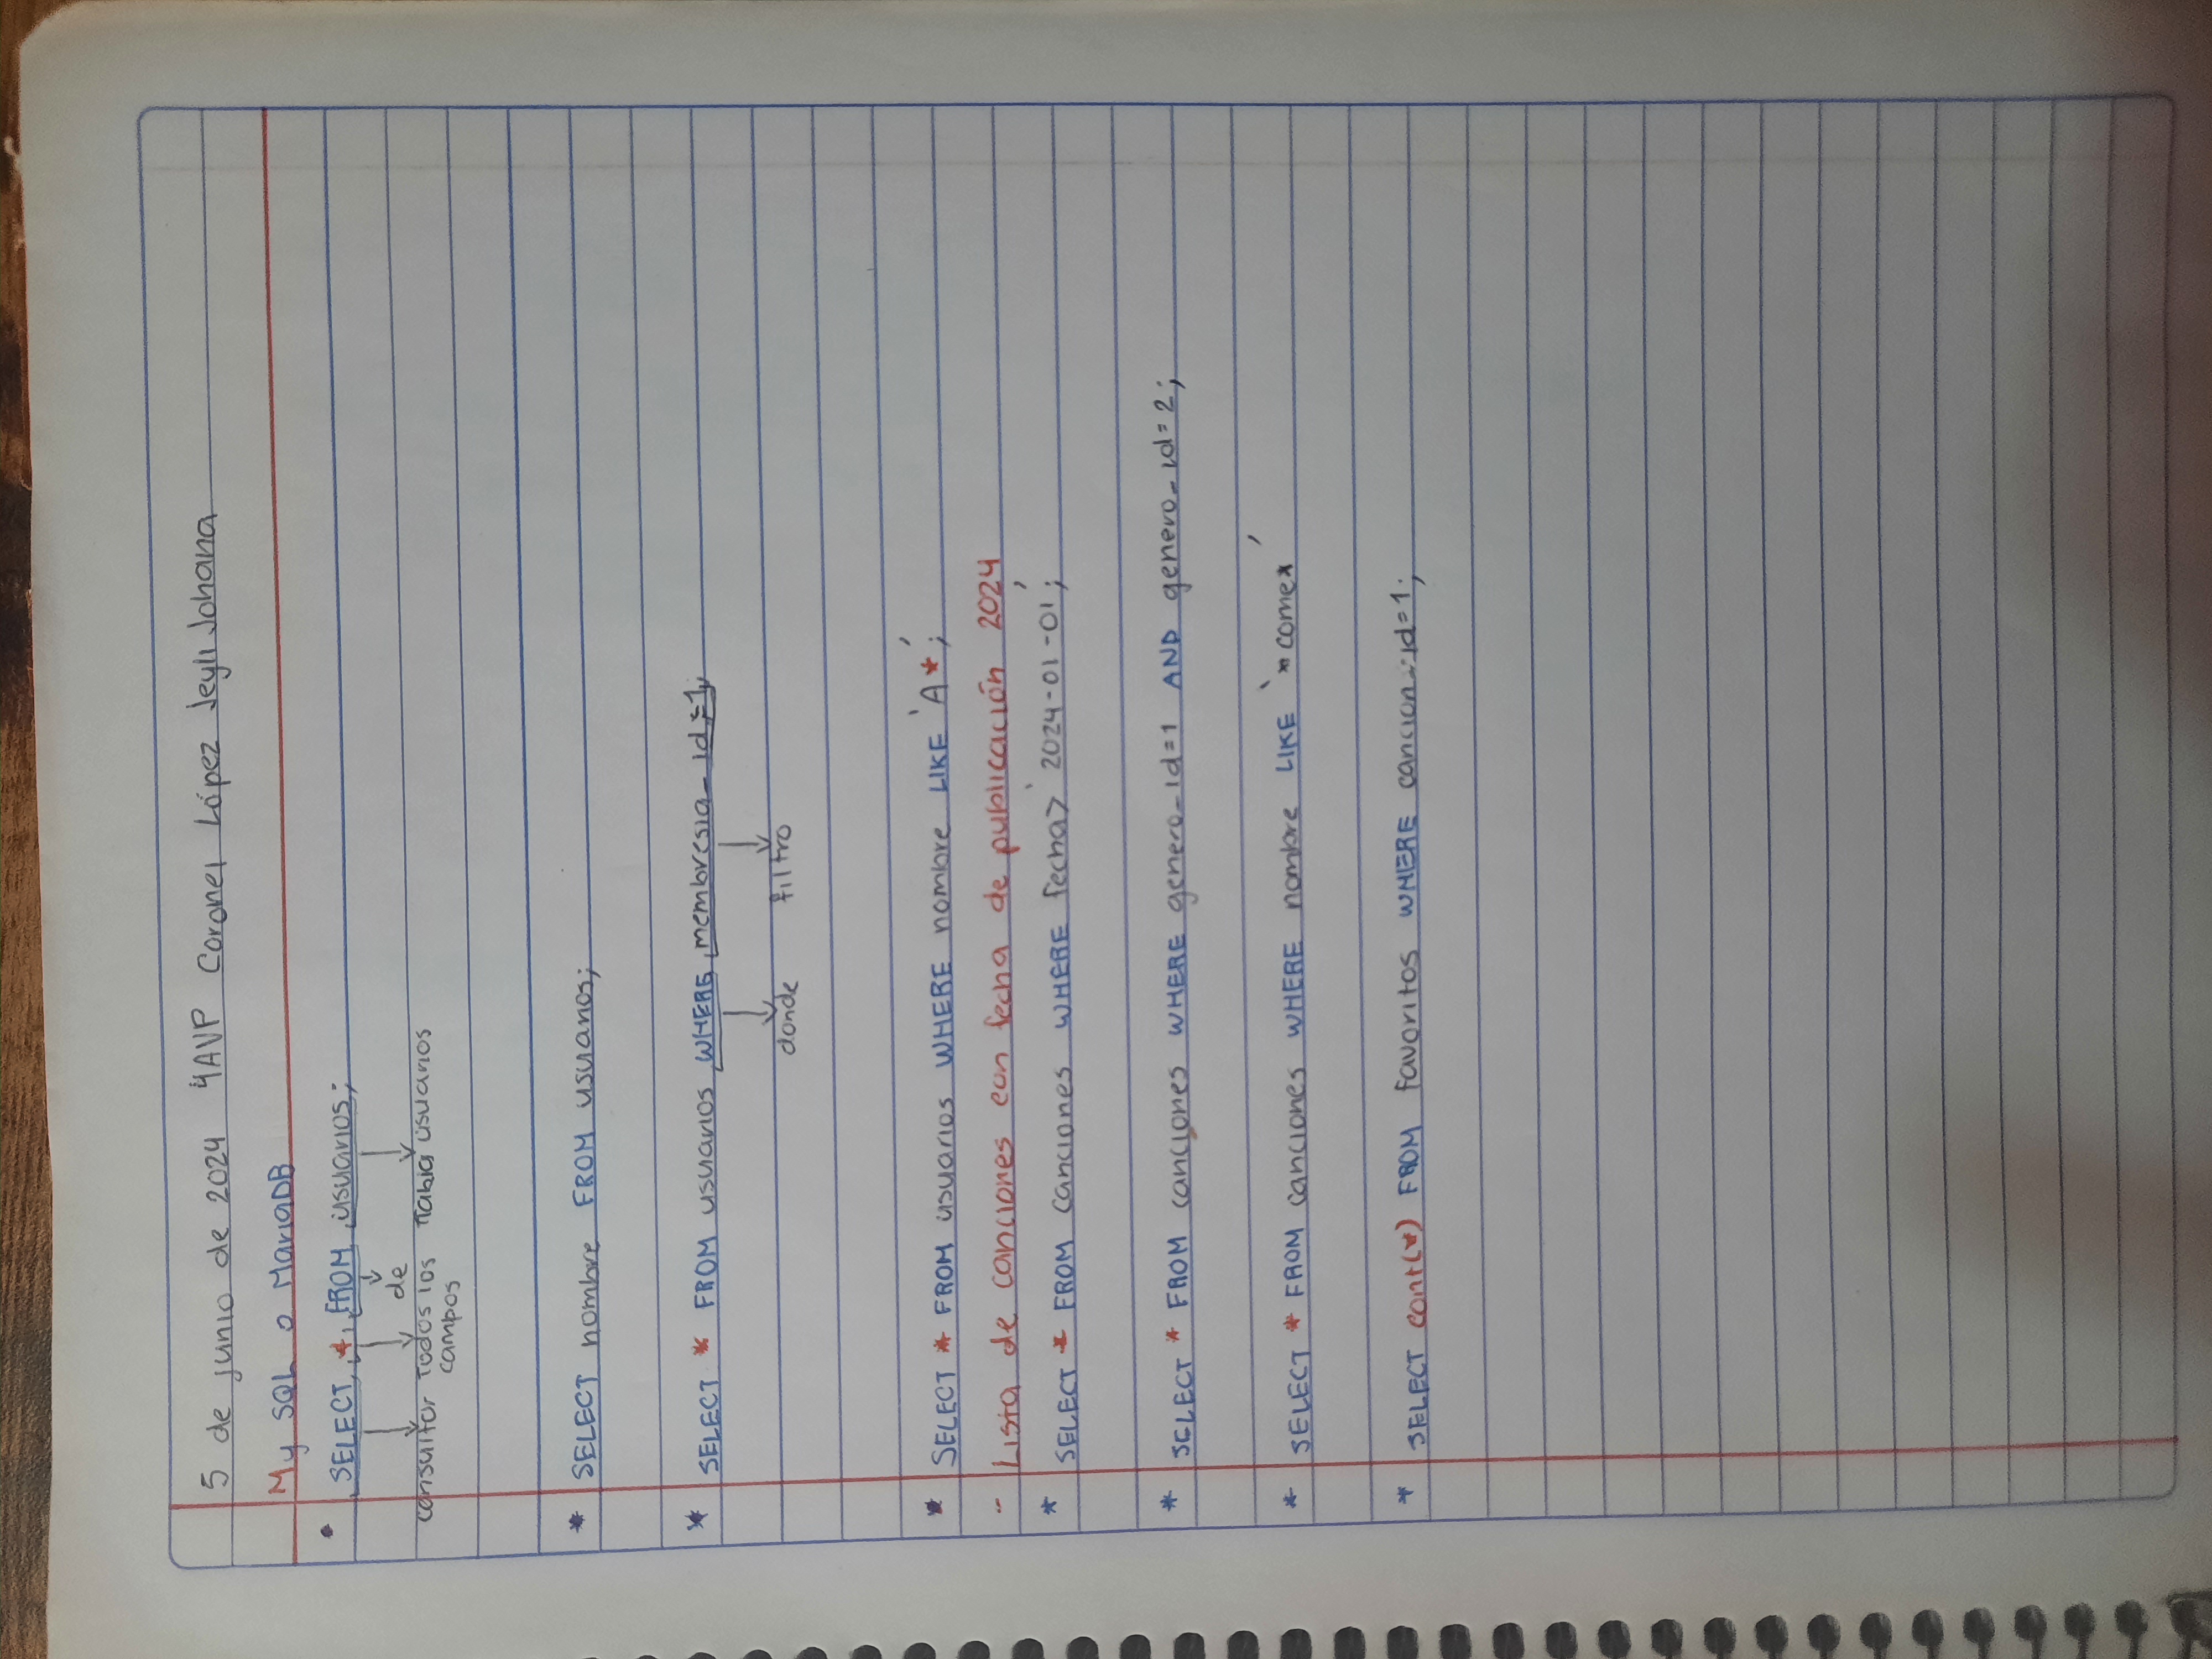 5 de junio de 2024 4AVP Coronel López Jeyli Johana
My SQL o MariaDB
• SELECT * FROM usuarios;
de
consultar todos los tabla usuarios
campos
* SELECT nombre FROM usuarios;
* SELECT * FROM usuarios WHERE membresia_id=1;
donde filtro
* SELECT * FROM usuarios WHERE nombre LIKE 'A*';
- Lista de canciones con fecha de publicación 2024
* SELECT * FROM canciones WHERE fecha> '2024-01-01';
* SELECT * FROM canciones WHERE genero_id=1 AND genero_id=2;
* SELECT * FROM canciones WHERE nombre LIKE '*come*'
* SELECT cont(*) FROM favoritos WHERE cancion_id=1;